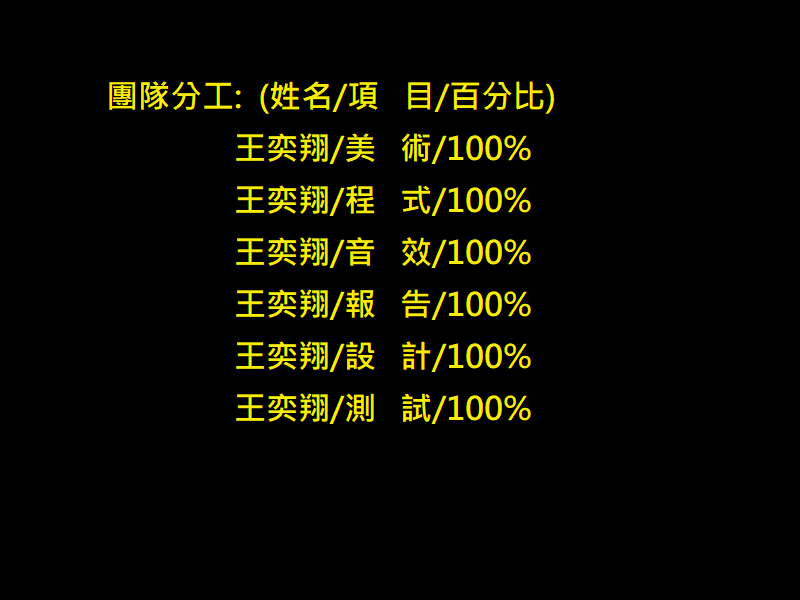 團隊分工: (姓名/項 目/百分比)
王奕翔/美 術/100%
王奕翔/程 式/100%
王奕翔/音 效/100%
王奕翔/報 告/100%
王奕翔/設 計/100%
王奕翔/測 試/100%